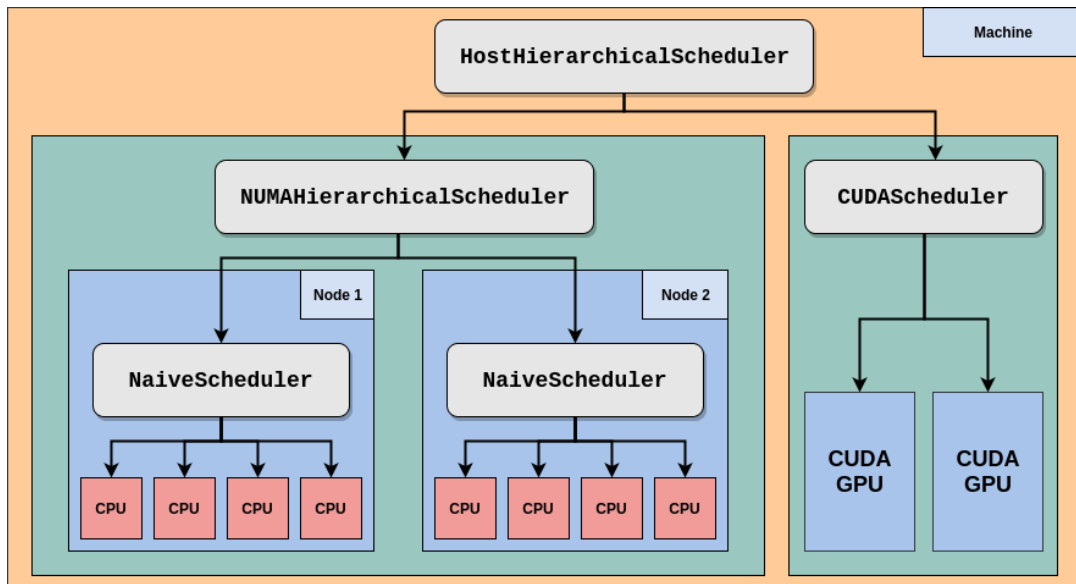 Machine
HostHierarchicalScheduler
NUMAHierarchicalScheduler
CUDAScheduler
Node 1
Node 2
NaiveScheduler
NaiveScheduler
CUDA
GPU
CUDA
GPU
CPU
CPU
CPU
CPU
CPU
CPU
CPU
CPU